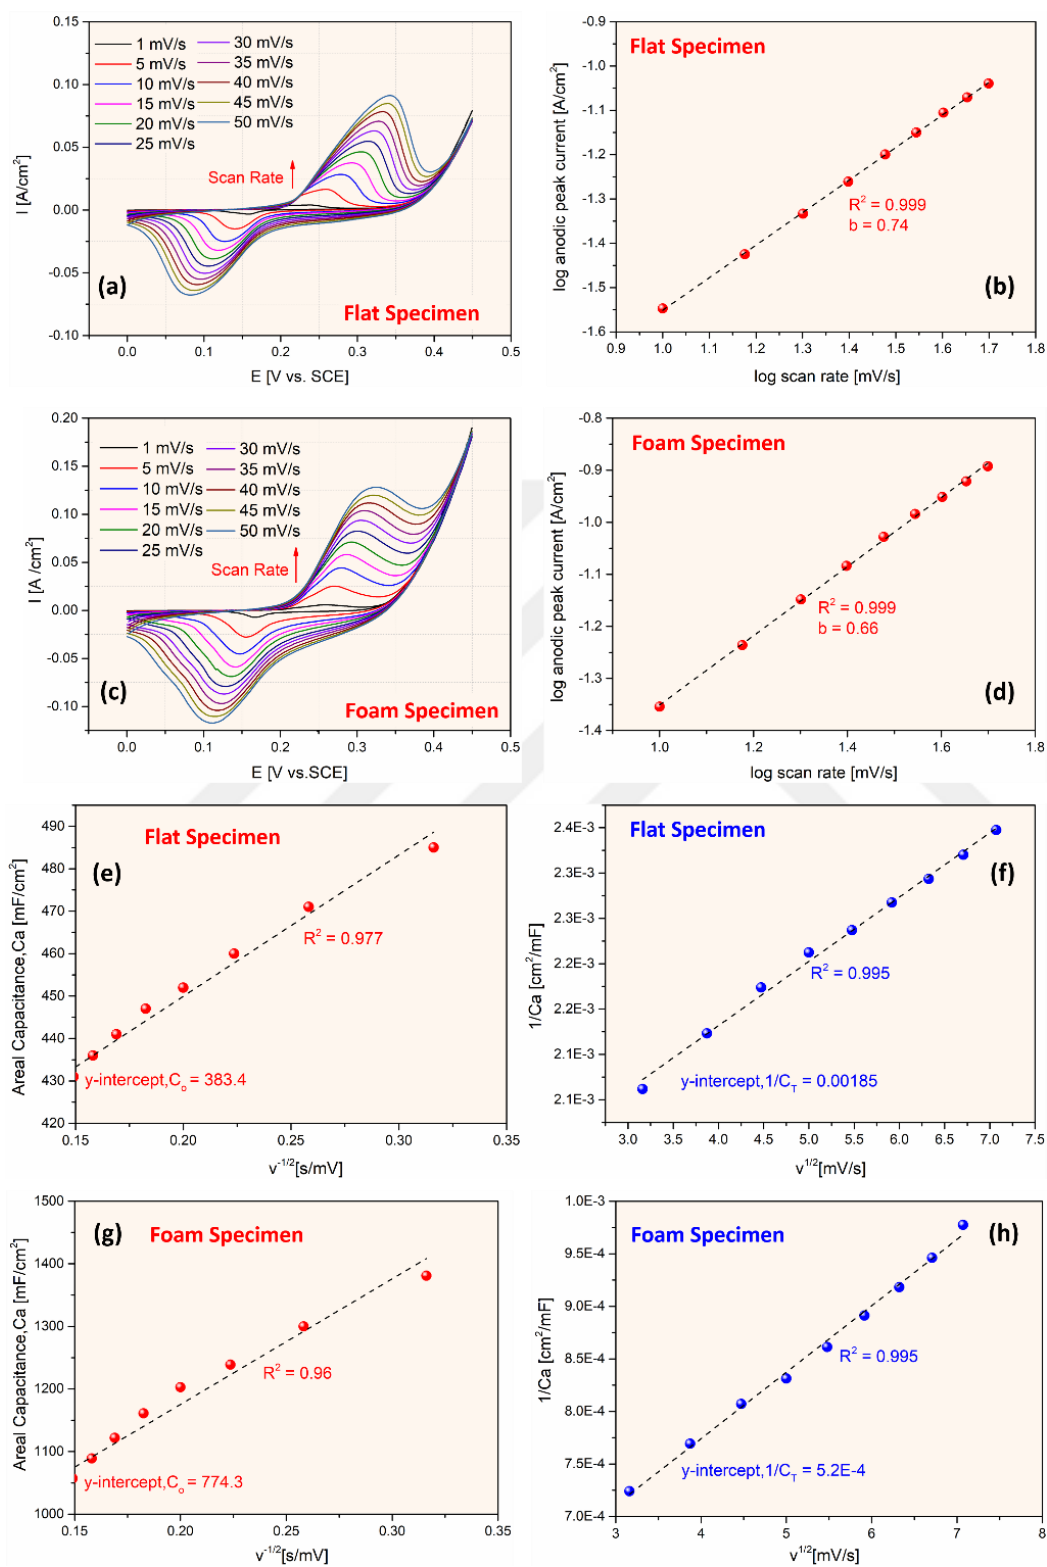 0.15
0.10
0.05
0.00
-0.05
-0.10
I [A/cm²]
1 mV/s
5 mV/s
10 mV/s
15 mV/s
20 mV/s
25 mV/s
30 mV/s
35 mV/s
40 mV/s
45 mV/s
50 mV/s
Scan Rate
(a)
Flat Specimen
0.0 0.1 0.2 0.3 0.4 0.5
E [V vs. SCE]
-0.9
-1.0
-1.1
-1.2
-1.3
-1.4
-1.5
-1.6
log anodic peak current [A/cm²]
Flat Specimen
R² = 0.999
b = 0.74
(b)
0.9 1.0 1.1 1.2 1.3 1.4 1.5 1.6 1.7 1.8
log scan rate [mV/s]
0.20
0.15
0.10
0.05
0.00
-0.05
-0.10
I [A /cm²]
1 mV/s
5 mV/s
10 mV/s
15 mV/s
20 mV/s
25 mV/s
30 mV/s
35 mV/s
40 mV/s
45 mV/s
50 mV/s
Scan Rate
(c)
Foam Specimen
0.0 0.1 0.2 0.3 0.4 0.5
E [V vs.SCE]
-0.8
-0.9
-1.0
-1.1
-1.2
-1.3
-1.4
log anodic peak current [A/cm²]
Foam Specimen
R² = 0.999
b = 0.66
(d)
1.0 1.2 1.4 1.6 1.8
log scan rate [mV/s]
490
480
470
460
450
440
430
420
Areal Capacitance,Ca [mF/cm²]
Flat Specimen
(e)
R² = 0.977
y-intercept,Cₒ = 383.4
0.15 0.20 0.25 0.30 0.35
v⁻¹/²[s/mV]
2.4E-3
2.3E-3
2.3E-3
2.2E-3
2.2E-3
2.1E-3
2.1E-3
1/Ca [cm²/mF]
Flat Specimen
(f)
R² = 0.995
y-intercept,1/C_T = 0.00185
3.0 3.5 4.0 4.5 5.0 5.5 6.0 6.5 7.0 7.5
v¹/²[mV/s]
1500
1400
1300
1200
1100
1000
Areal Capacitance,Ca [mF/cm²]
(g)
Foam Specimen
R² = 0.96
y-intercept,Cₒ = 774.3
0.15 0.20 0.25 0.30 0.35
v⁻¹/²[s/mV]
1.0E-3
9.5E-4
9.0E-4
8.5E-4
8.0E-4
7.5E-4
7.0E-4
1/Ca [cm²/mF]
Foam Specimen
(h)
R² = 0.995
y-intercept,1/C_T = 5.2E-4
3 4 5 6 7 8
v¹/²[mV/s]